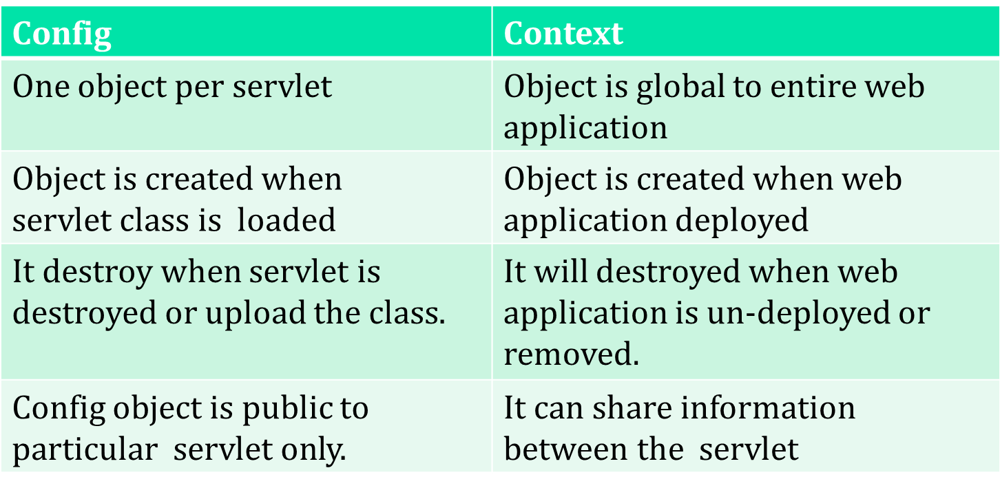 Config
Context
One object per servlet
Object is global to entire web
application
Object is created when
servlet class is  loaded
Object is created when web
application deployed
It destroy when servlet is
destroyed or upload the class.
It will destroyed when web
application is un-deployed or
removed.
Config object is public to
particular  servlet only.
It can share information
between the  servlet